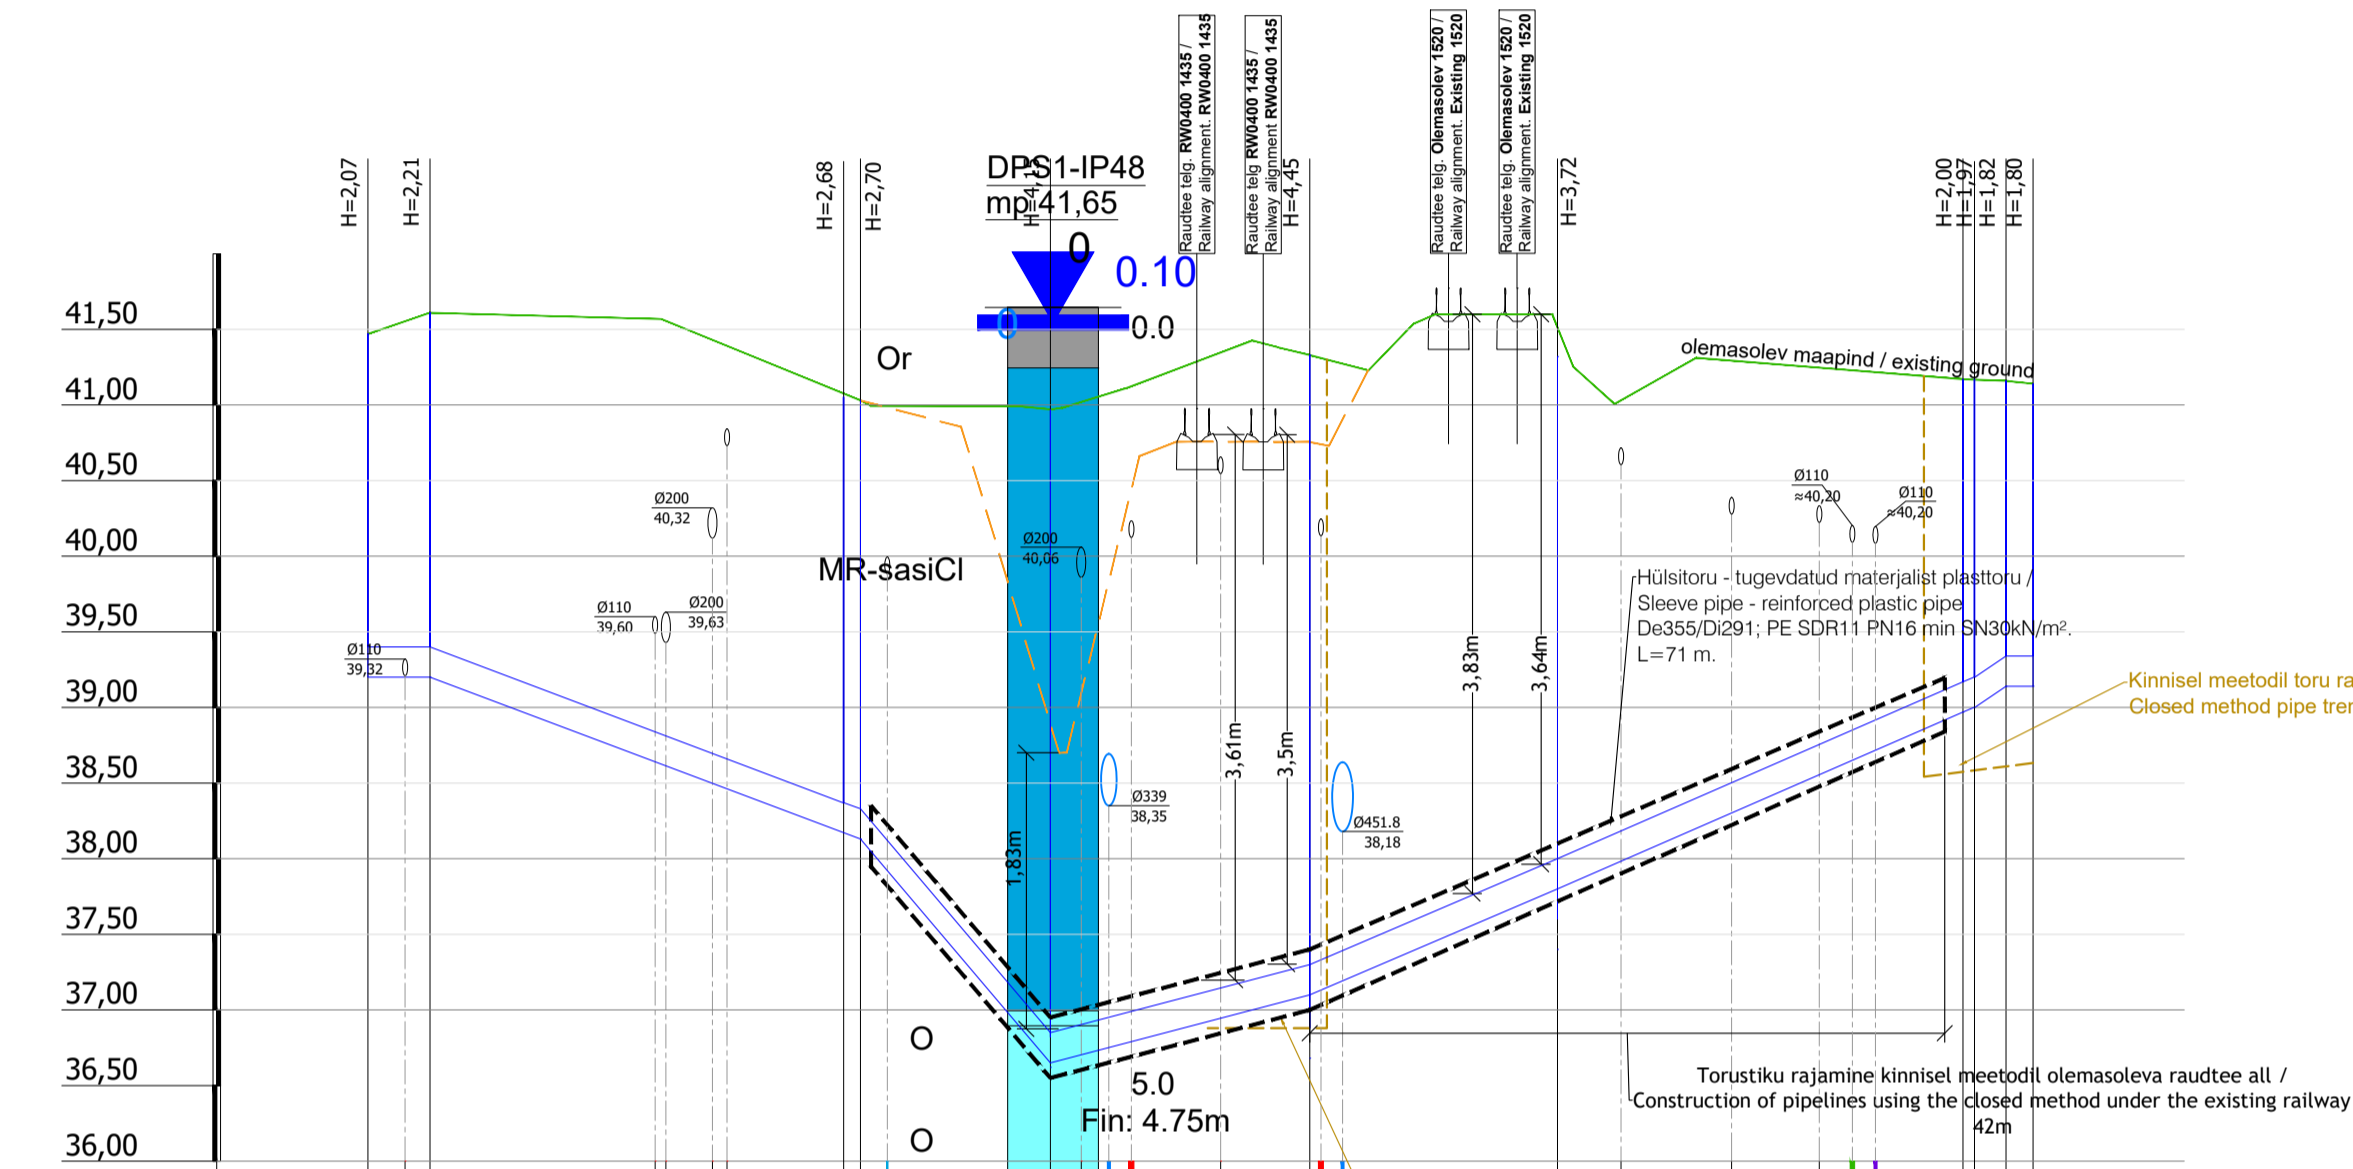 Raudtee telg. RW0400 1435 /
Railway alignment. RW0400 1435
Raudtee telg RW0400 1435 /
Railway alignment RW0400 1435
Raudtee telg. Olemasolev 1520 /
Railway alignment. Existing 1520
Raudtee telg. Olemasolev 1520 /
Railway alignment. Existing 1520
H=2,07
H=2,21
H=2,68
H=2,70
H=4,15
H=4,45
H=3,72
H=2,00
H=1,97
H=1,82
H=1,80
DPS1-IP48
mp 41,65
0
0.10
0
0.0
41,50
41,00
40,50
40,00
39,50
39,00
38,50
38,00
37,50
37,00
36,50
36,00
Or
olemasolev maapind / existing ground
Ø200
40,32
Ø110
≈40,20
Ø110
≈40,20
Ø200
40,06
MR-sasiCl
Ø110
39,60
Ø200
39,63
Ø110
39,32
Hülsitoru - tugevdatud materjalist plasttoru /
Sleeve pipe - reinforced plastic pipe
De355/Di291; PE SDR11 PN16 min SN30kN/m².
L=71 m.
3,83m
3,64m
3,61m
3,5m
1,83m
Kinnisel meetodil toru ra
Closed method pipe tren
Ø339
38,35
Ø451.8
38,18
O
5.0
Fin: 4.75m
O
Torustiku rajamine kinnisel meetodil olemasoleva raudtee all /
Construction of pipelines using the closed method under the existing railway
42m